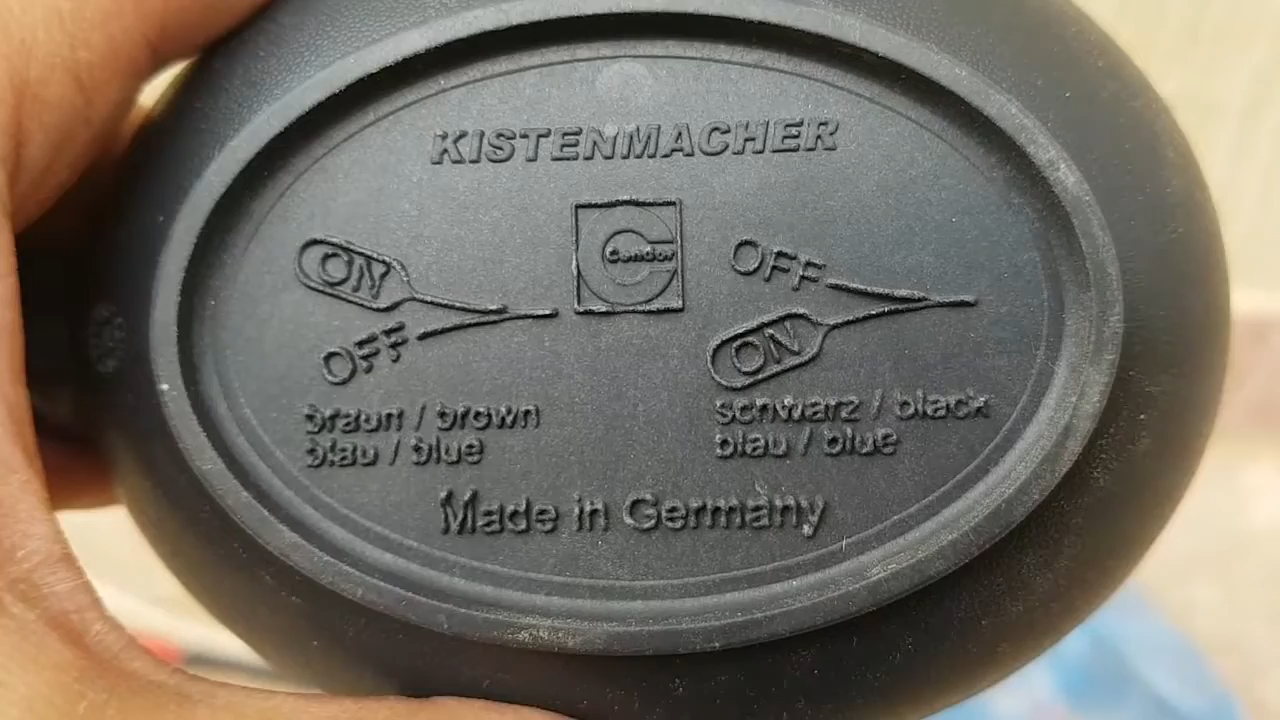 KISTENMACHER
Condor
ON
OFF
braun / brown
blau / blue
OFF
ON
schwarz / black
blau / blue
Made in Germany